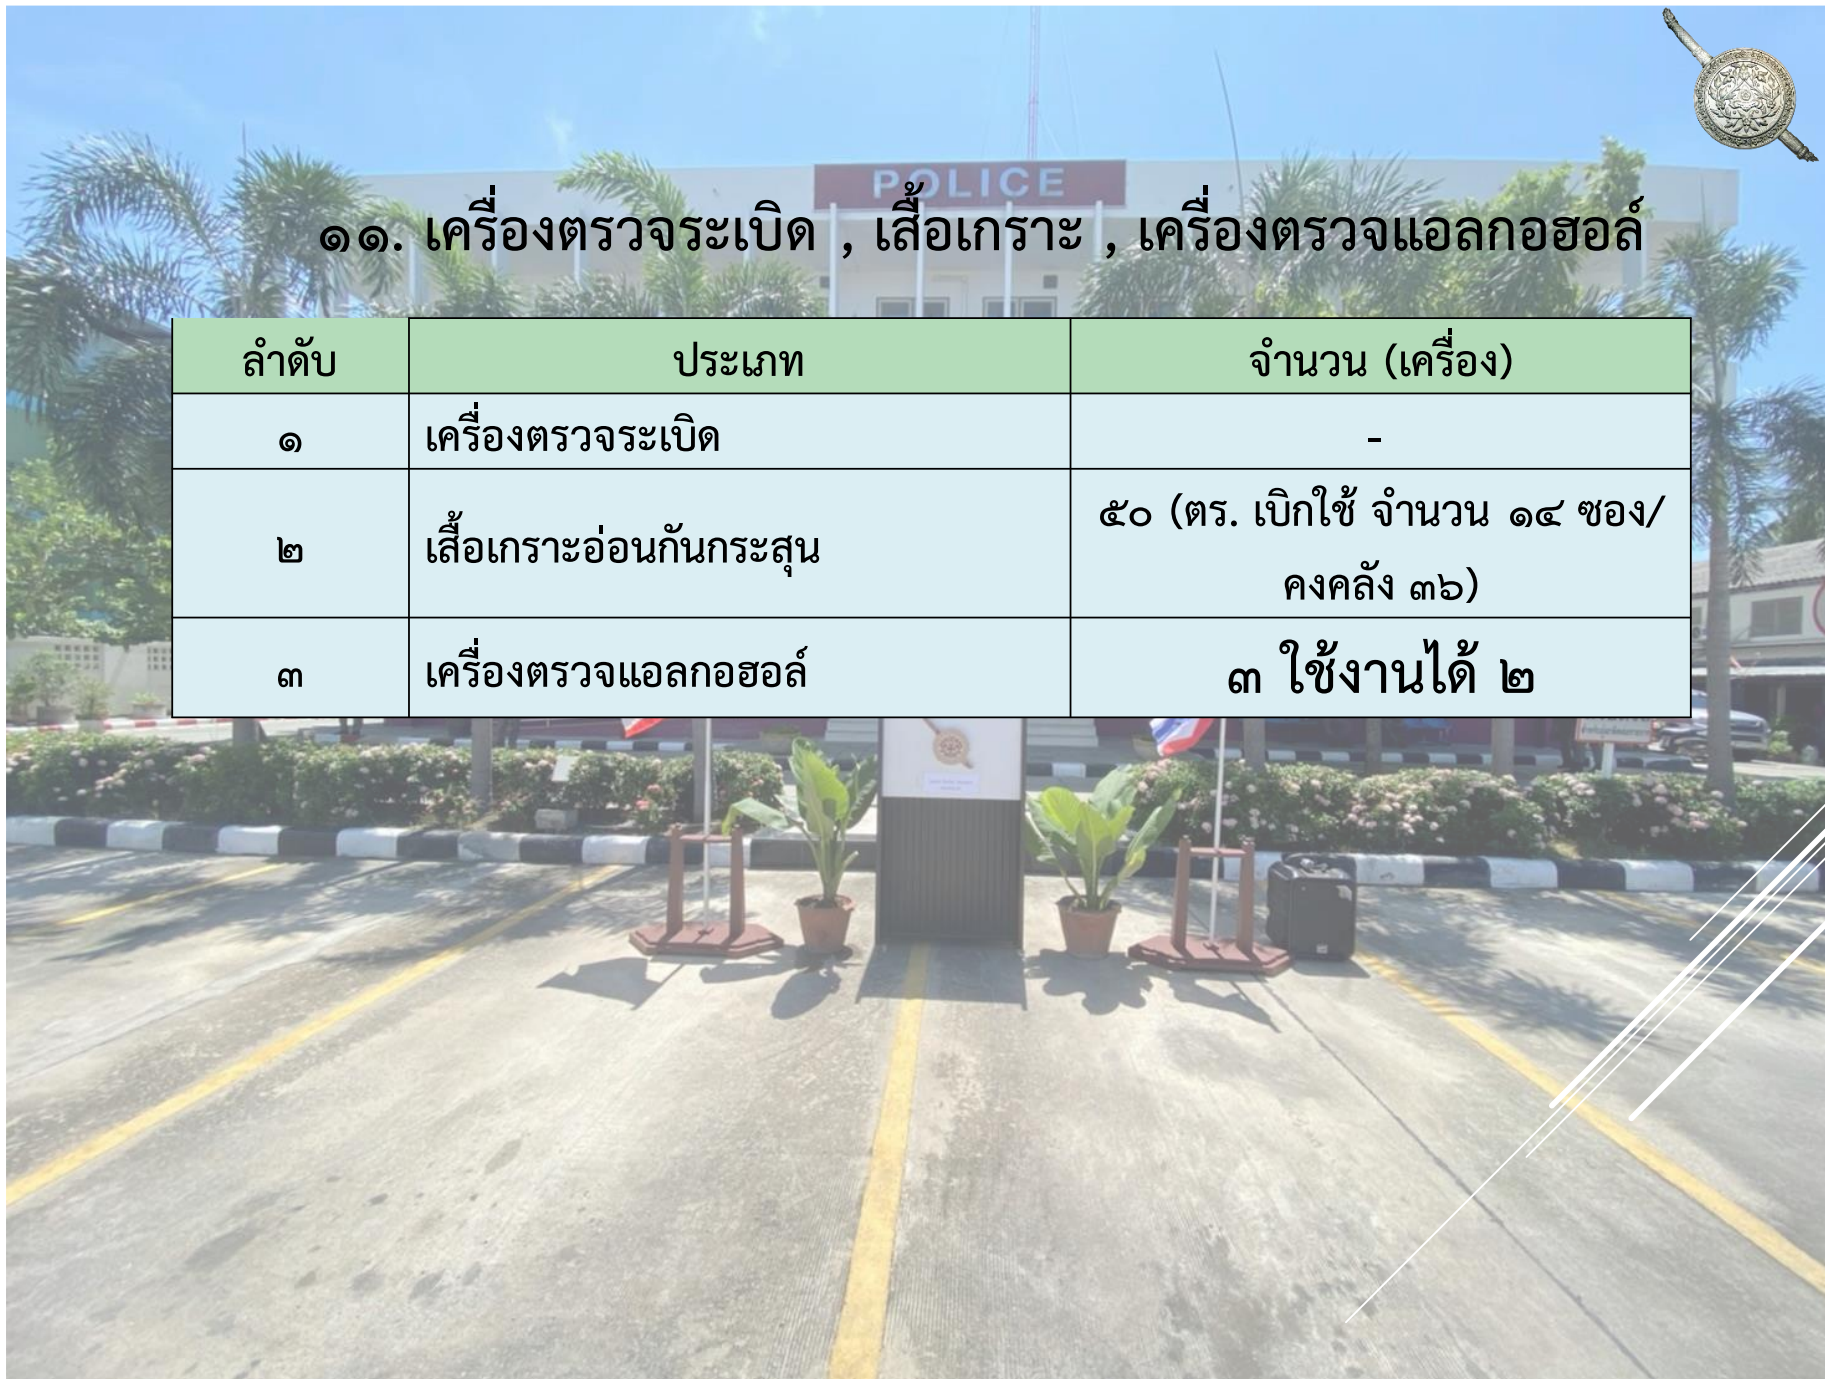 POLICE
๑๑. เครื่องตรวจระเบิด , เสื้อเกราะ , เครื่องตรวจแอลกอฮอล์
ลำดับ ประเภท จำนวน (เครื่อง)
๑ เครื่องตรวจระเบิด -
๒ เสื้อเกราะอ่อนกันกระสุน ๕๐ (ตร. เบิกใช้ จำนวน ๑๔ ซอง/
คงคลัง ๓๖)
๓ เครื่องตรวจแอลกอฮอล์ ๓ ใช้งานได้ ๒